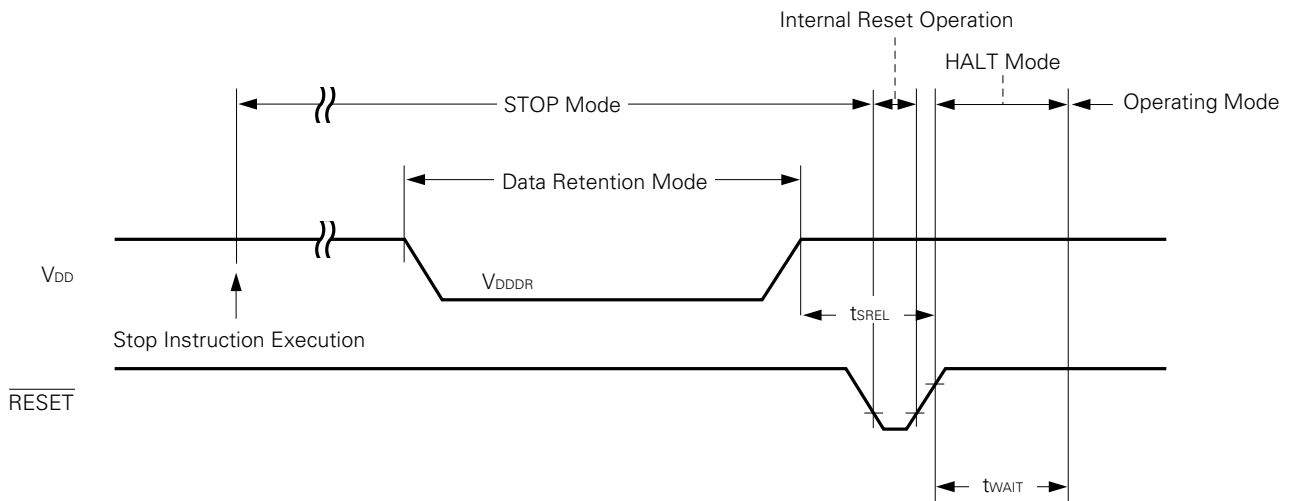 Internal Reset Operation
HALT Mode
STOP Mode
Operating Mode
Data Retention Mode
VDD
VDDDR
tSREL
Stop Instruction Execution
RESET
tWAIT